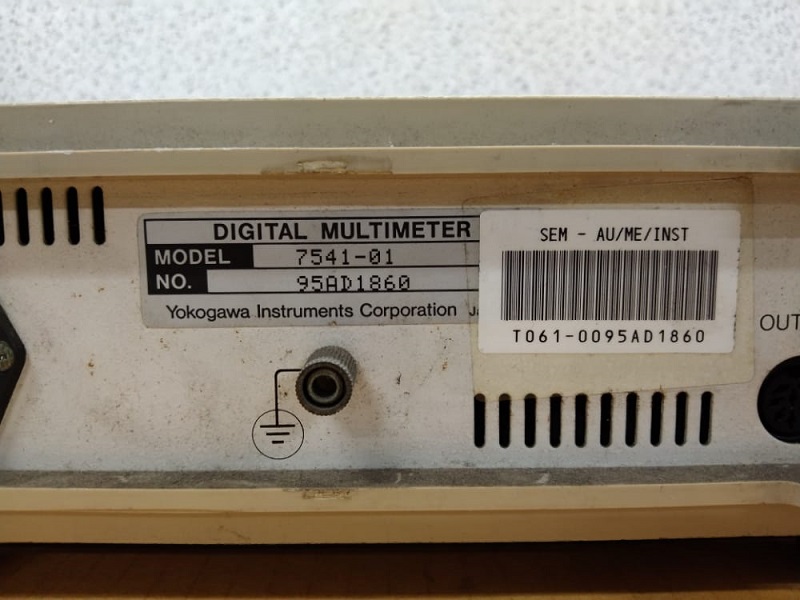 DIGITAL MULTIMETER
MODEL 7541-01
NO. 95AD1860
Yokogawa Instruments Corporation
SEM - AU/ME/INST
T061-0095AD1860
OUT